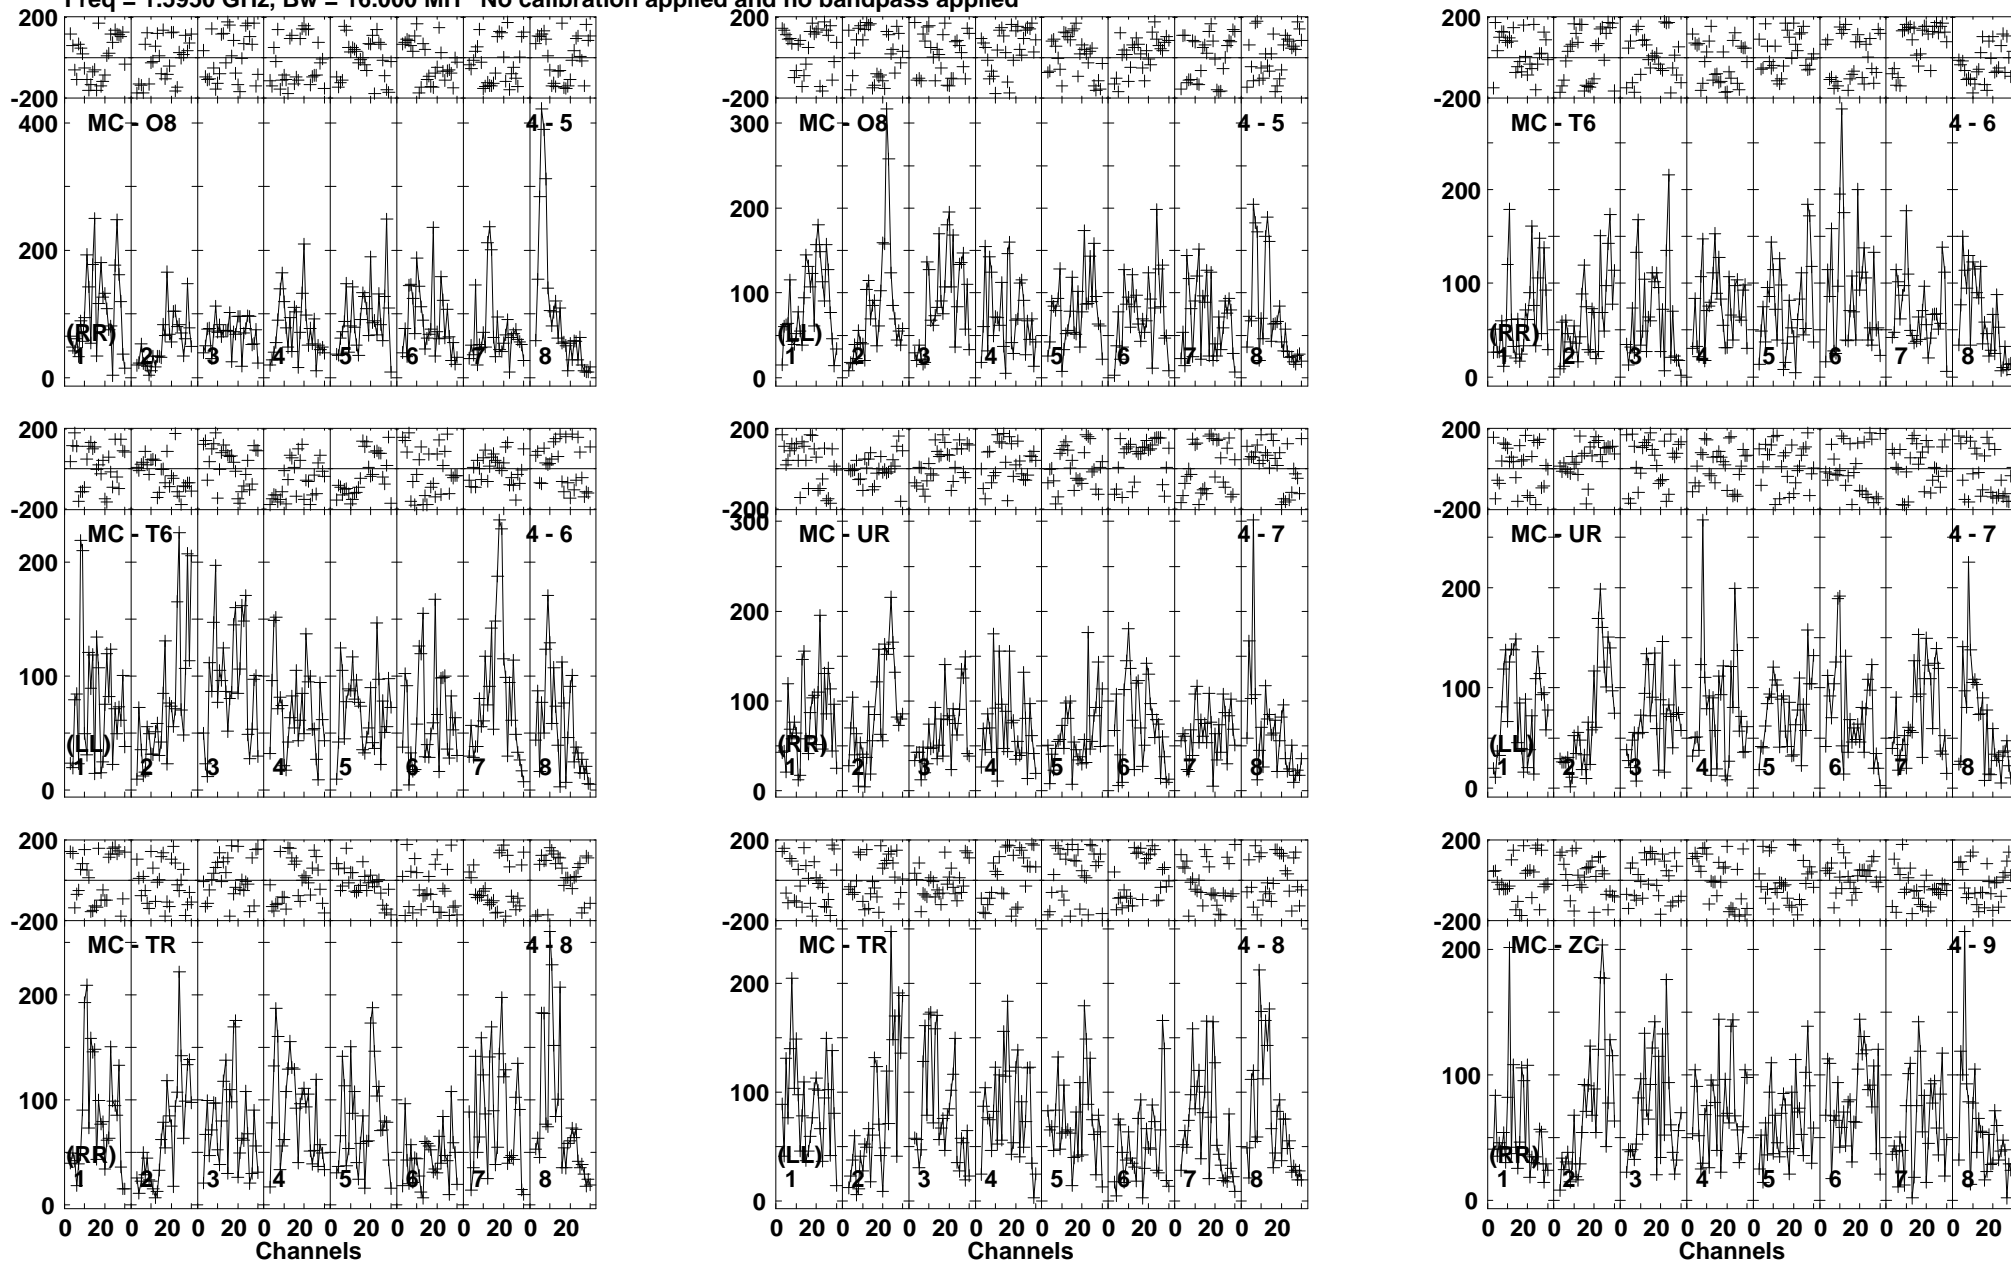 Freq = 1.5950 GHz, Bw = 16.000 MH No calibration applied and no bandpass applied
200 200 200
-200 -200 -200
400 MC - O8 4 - 5 300 MC - O8 4 - 5 MC - T6 4 - 6
200 200 200
100 100
(RR) (LL) (RR)
1 2 3 4 5 6 7 8 1 2 3 4 5 6 7 8 1 2 3 4 5 6 7 8
0 0 0
200 200 200
-200 -200 -200
300
MC - T6 4 - 6 MC - UR 4 - 7 MC - UR 4 - 7
200 200 200
100 100 100
(LL) (RR) (LL)
1 2 3 4 5 6 7 8 1 2 3 4 5 6 7 8 1 2 3 4 5 6 7 8
0 0 0
200 200 200
-200 -200 -200
MC - TR 4 - 8 MC - TR 4 - 8 MC - ZC 4 - 9
200 200 200
100 100 100
(RR) (LL) (RR)
1 2 3 4 5 6 7 8 1 2 3 4 5 6 7 8 1 2 3 4 5 6 7 8
0 0 0
0 20 0 20 0 20 0 20 0 20 0 20 0 20 0 20 0 20 0 20 0 20 0 20 0 20 0 20 0 20 0 20 0 20 0 20 0 20 0 20 0 20 0 20 0 20 0 20
Channels Channels Channels